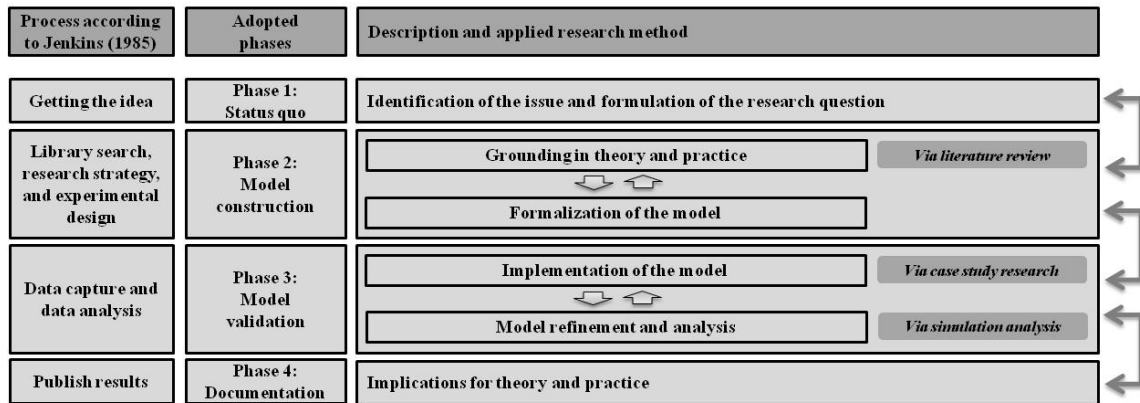 Process according
to Jenkins (1985)
Adopted
phases
Description and applied research method
Getting the idea
Phase 1:
Status quo
Identification of the issue and formulation of the research question
Library search,
research strategy,
and experimental
design
Phase 2:
Model
construction
Grounding in theory and practice
Via literature review
Formalization of the model
Data capture and
data analysis
Phase 3:
Model
validation
Implementation of the model
Via case study research
Model refinement and analysis
Via simulation analysis
Publish results
Phase 4:
Documentation
Implications for theory and practice